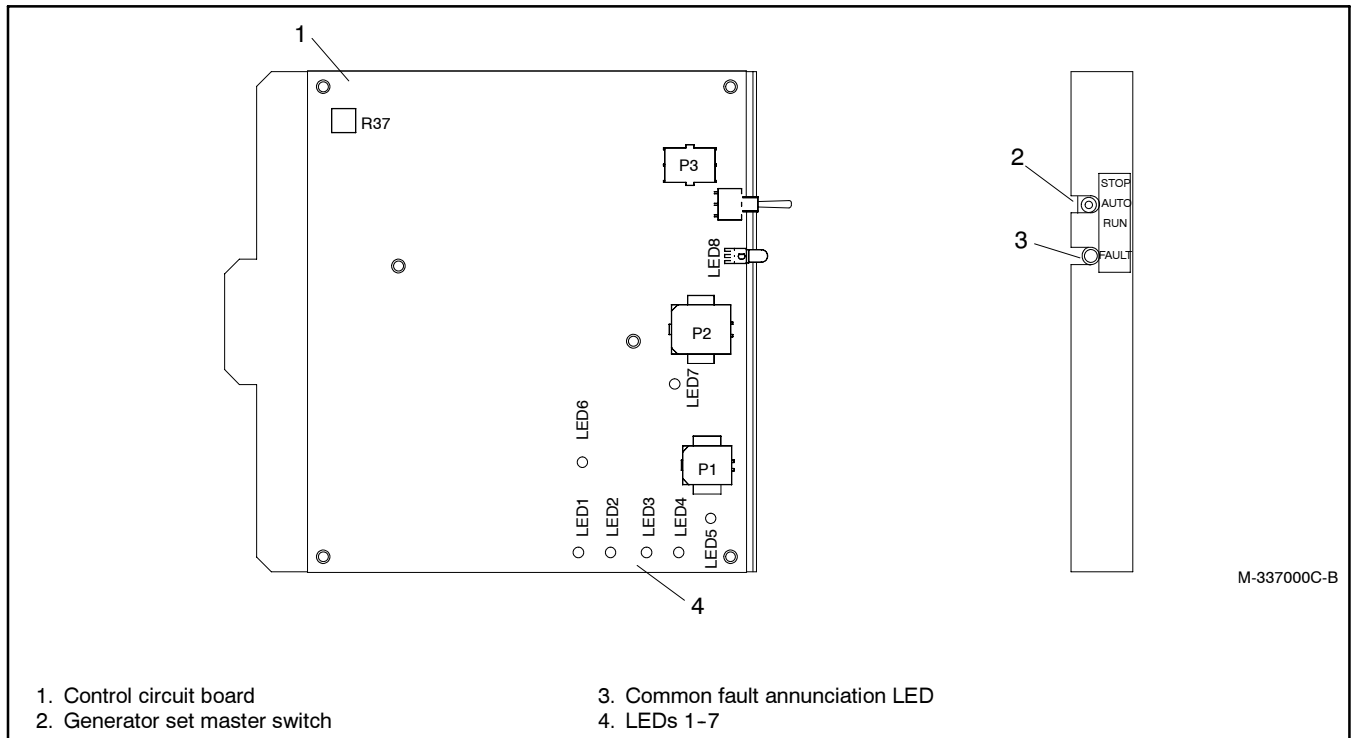 1
R37
P3
2
STOP
AUTO
RUN
3
FAULT
LED8
P2
LED7
LED6
P1
LED1
LED2
LED3
LED4
LED5
4
M-337000C-B
1. Control circuit board
2. Generator set master switch
3. Common fault annunciation LED
4. LEDs 1-7